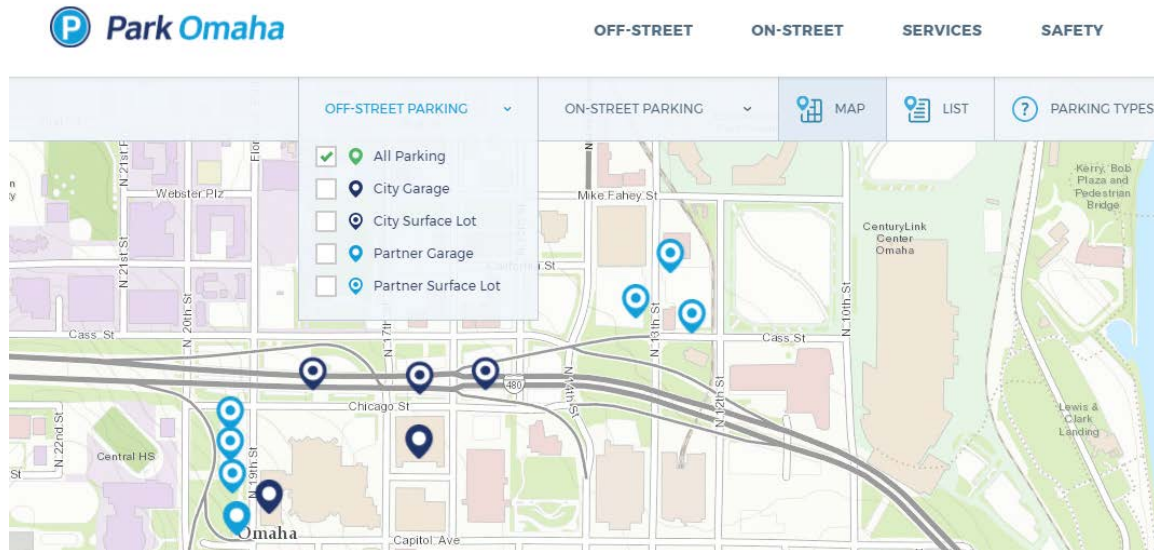 P Park Omaha
OFF-STREET ON-STREET SERVICES SAFETY
OFF-STREET PARKING ON-STREET PARKING MAP LIST ? PARKING TYPES
All Parking
City Garage
City Surface Lot
Partner Garage
Partner Surface Lot
N 21st St
Webster Plz
Mike Fahey St
Kerry, Bob
Plaza and
Pedestrian
Bridge
CenturyLink
Center
Omaha
N 21st St
N 20th St
N 17th
N 13th St
N 10th St
Cass St
Cass St
480
N 14th St
N 12th St
Chicago St
Lewis &
Clark
Landing
N 22nd St
Central HS
St
N 19th St
Omaha
Capitol Ave